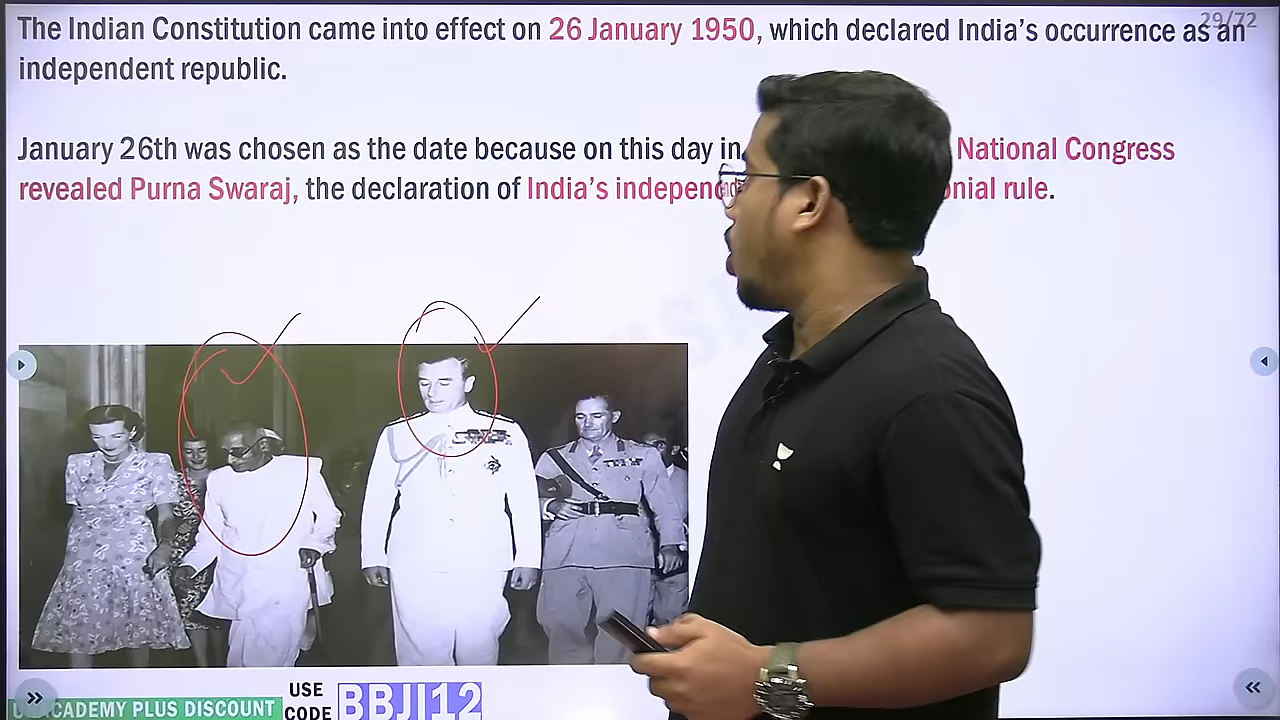 The Indian Constitution came into effect on 26 January 1950, which declared India's occurrence as an
29/72
independent republic.
January 26th was chosen as the date because on this day in National Congress
revealed Purna Swaraj, the declaration of India's independ onial rule.
ACADEMY PLUS DISCOUNT
USE
CODE
BBJI12